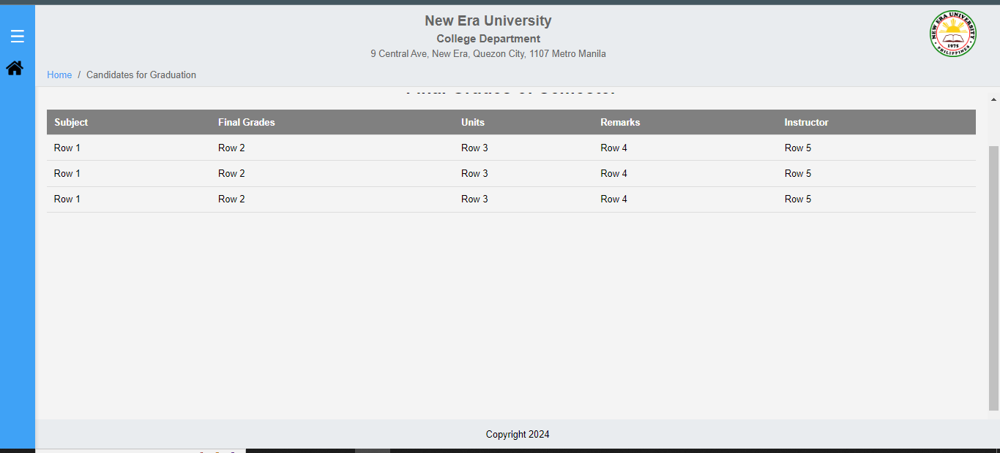 New Era University
College Department
9 Central Ave, New Era, Quezon City, 1107 Metro Manila
NEW ERA UNIVERSITY
1975
PHILIPPINES
Home / Candidates for Graduation
Subject Final Grades Units Remarks Instructor
Row 1 Row 2 Row 3 Row 4 Row 5
Row 1 Row 2 Row 3 Row 4 Row 5
Row 1 Row 2 Row 3 Row 4 Row 5
Copyright 2024